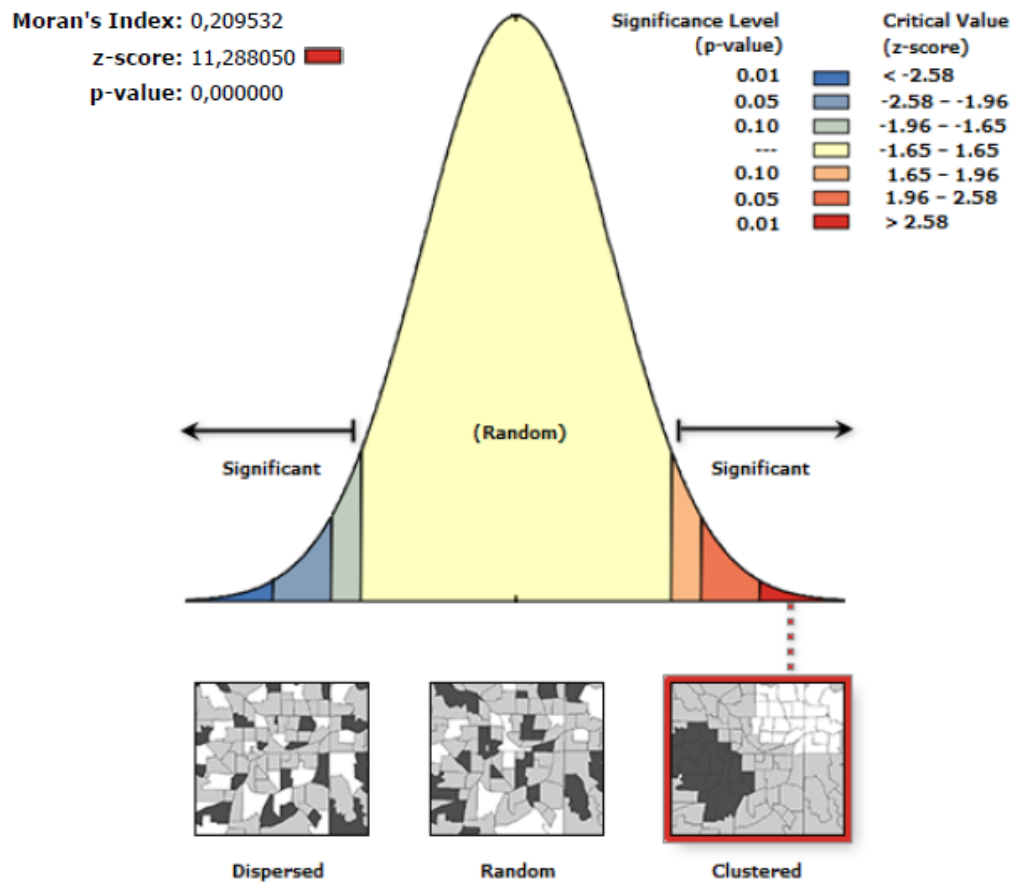 Moran's Index: 0,209532
z-score: 11,288050
p-value: 0,000000
Significance Level
(p-value)
Critical Value
(z-score)
0.01 < -2.58
0.05 -2.58 – -1.96
0.10 -1.96 – -1.65
--- -1.65 – 1.65
0.10 1.65 – 1.96
0.05 1.96 – 2.58
0.01 > 2.58
(Random)
Significant
Significant
Dispersed
Random
Clustered